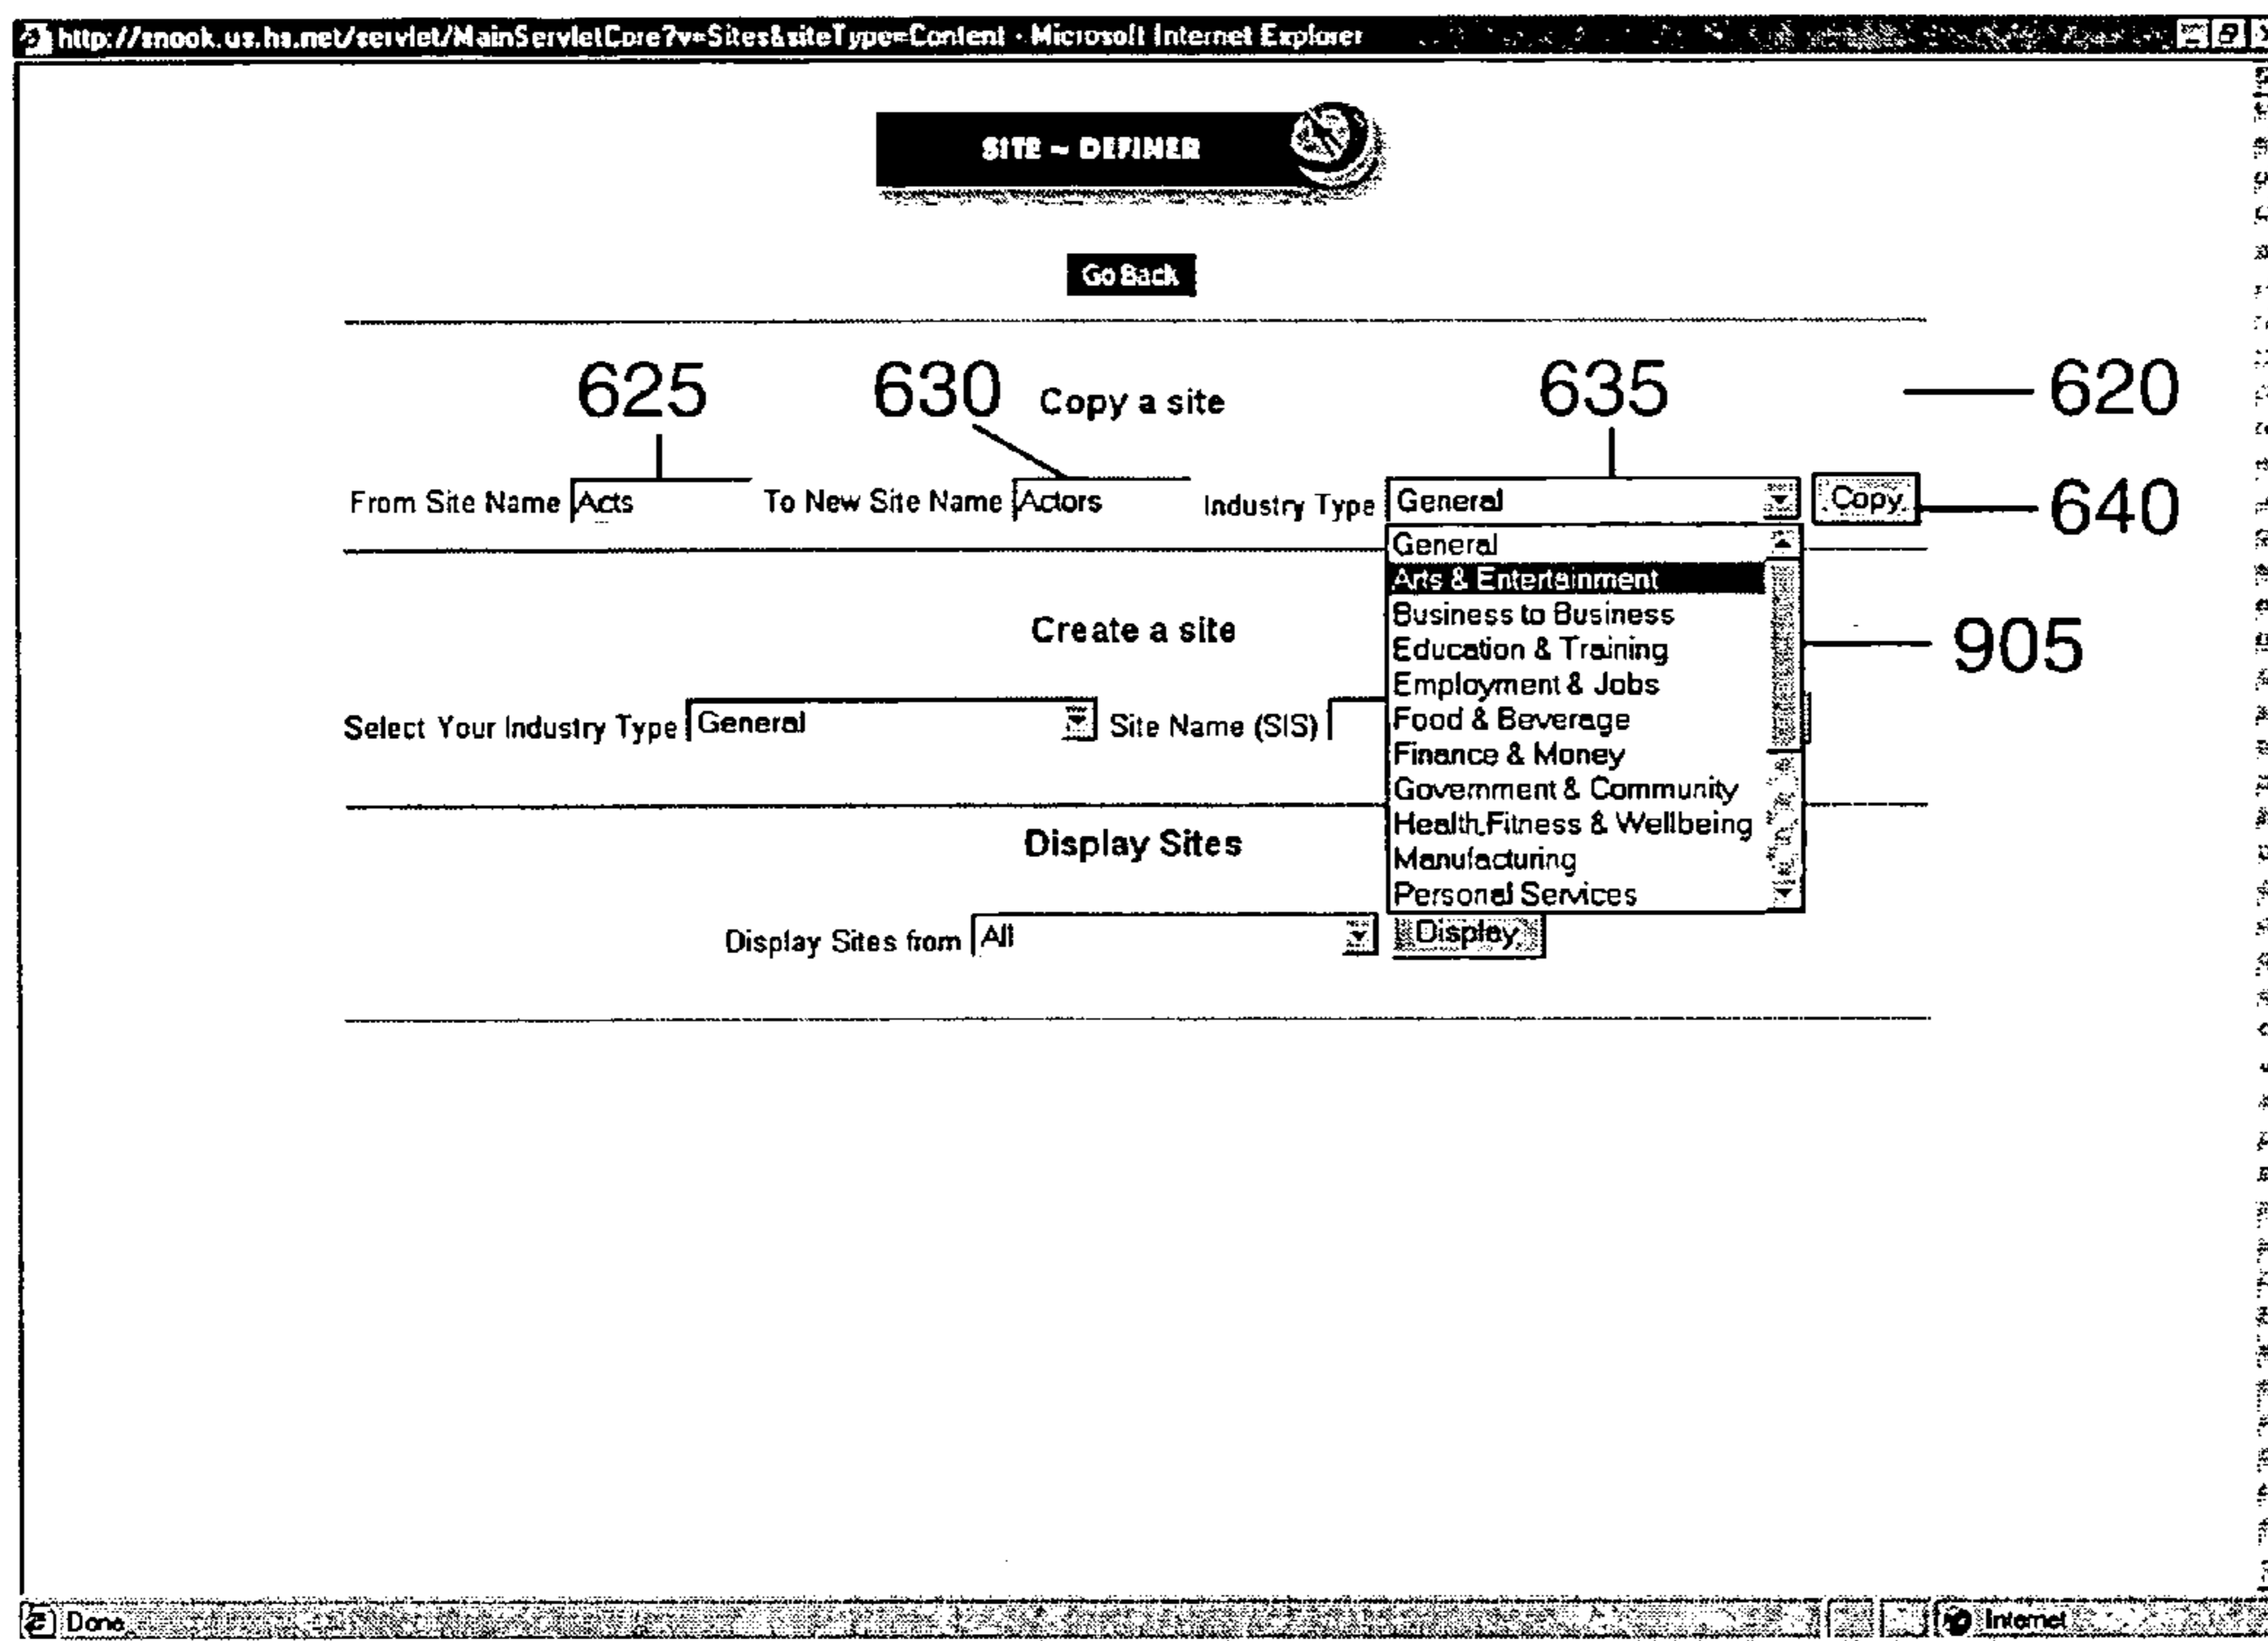 http://snook.us.hs.net/servlet/MainServletCore?v=Sites&siteType=Content - Microsoft Internet Explorer
SITE ~ DEFINER
Go Back
625 630 Copy a site 635 620
From Site Name Acts To New Site Name Actors Industry Type General Copy 640
General
Arts & Entertainment
Business to Business
Education & Training
Employment & Jobs
Food & Beverage
Finance & Money
Government & Community
Health,Fitness & Wellbeing
Manufacturing
Personal Services
905
Create a site
Select Your Industry Type General Site Name (SIS)
Display Sites
Display Sites from All Display
Done Internet